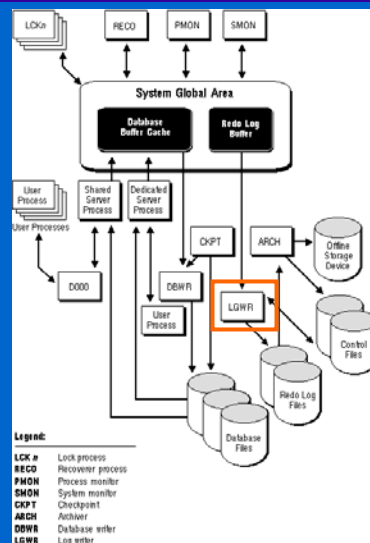 LCKn
RECO
PMON
SMON
System Global Area
Database
Buffer Cache
Redo Log
Buffer
User
Process
Shared
Server
Process
Dedicated
Server
Process
User Processes
CKPT
ARCH
Offline
Storage
Device
D000
DBWR
LGWR
User
Process
Control
Files
Redo Log
Files
Database
Files
Legend:
LCK n Lock process
RECO Recoverer process
PMON Process monitor
SMON System monitor
CKPT Checkpoint
ARCH Archiver
DBWR Database writer
LGWR Log writer